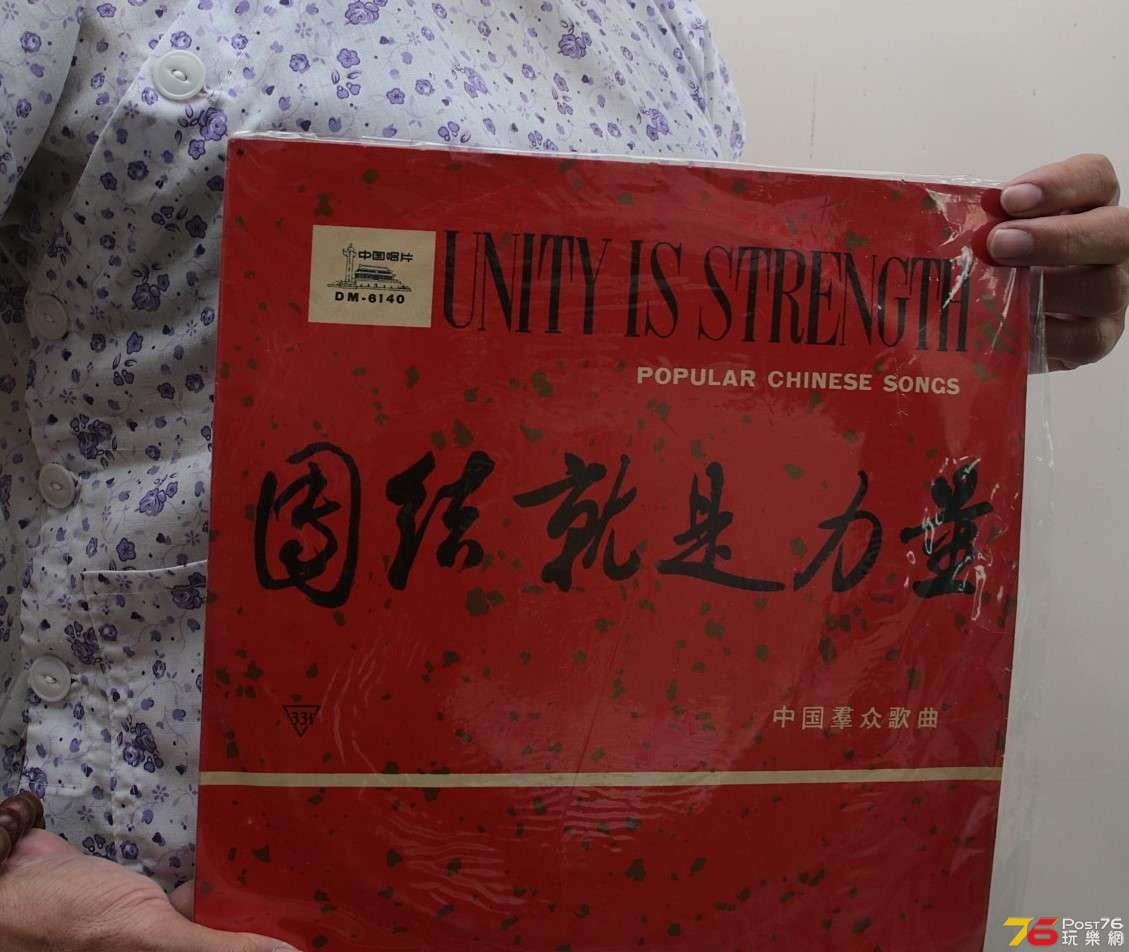 中国唱片
DM-6140
UNITY IS STRENGTH
POPULAR CHINESE SONGS
团结就是力量
33⅓
中国羣众歌曲
76 POST76
玩樂網